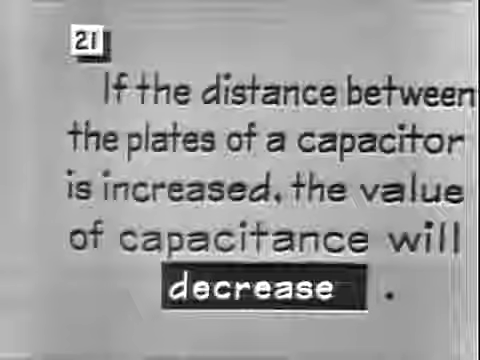 21
If the distance between
the plates of a capacitor
is increased, the value
of capacitance will
decrease.